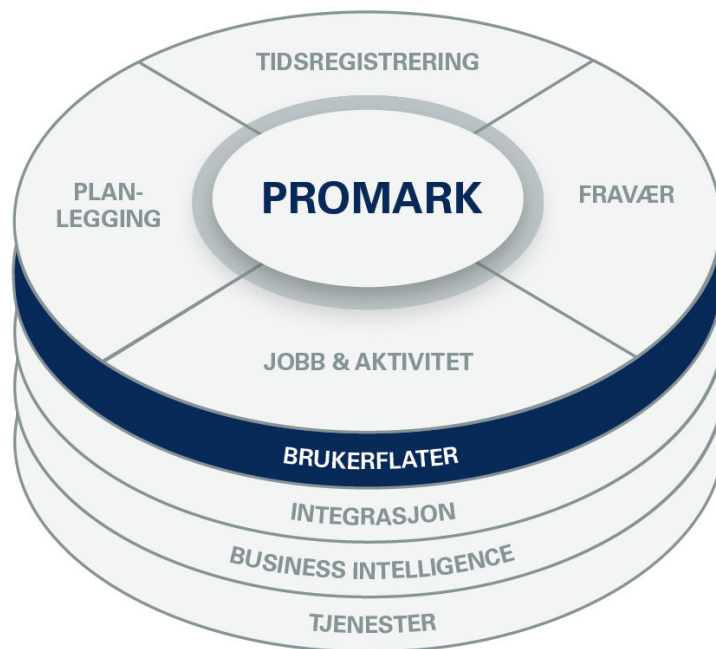 TIDSREGISTRERING
PLAN-
LEGGING
PROMARK
FRAVÆR
JOBB & AKTIVITET
BRUKERFLATER
INTEGRASJON
BUSINESS INTELLIGENCE
TJENESTER